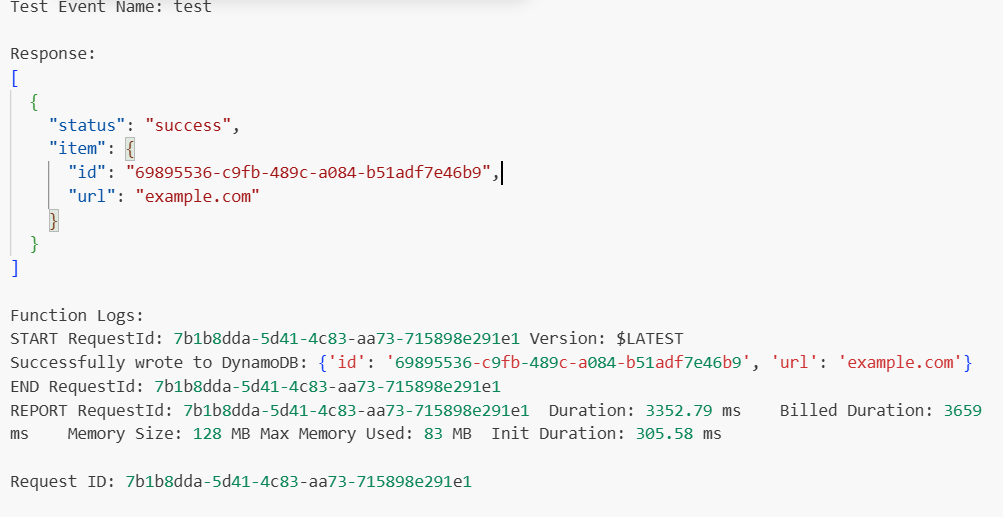 Test Event Name: test
Response:
[
{
"status": "success",
"item": {
"id": "69895536-c9fb-489c-a084-b51adf7e46b9",
"url": "example.com"
}
}
]
Function Logs:
START RequestId: 7b1b8dda-5d41-4c83-aa73-715898e291e1 Version: $LATEST
Successfully wrote to DynamoDB: {'id': '69895536-c9fb-489c-a084-b51adf7e46b9', 'url': 'example.com'}
END RequestId: 7b1b8dda-5d41-4c83-aa73-715898e291e1
REPORT RequestId: 7b1b8dda-5d41-4c83-aa73-715898e291e1  Duration: 3352.79 ms    Billed Duration: 3659
ms    Memory Size: 128 MB Max Memory Used: 83 MB  Init Duration: 305.58 ms
Request ID: 7b1b8dda-5d41-4c83-aa73-715898e291e1